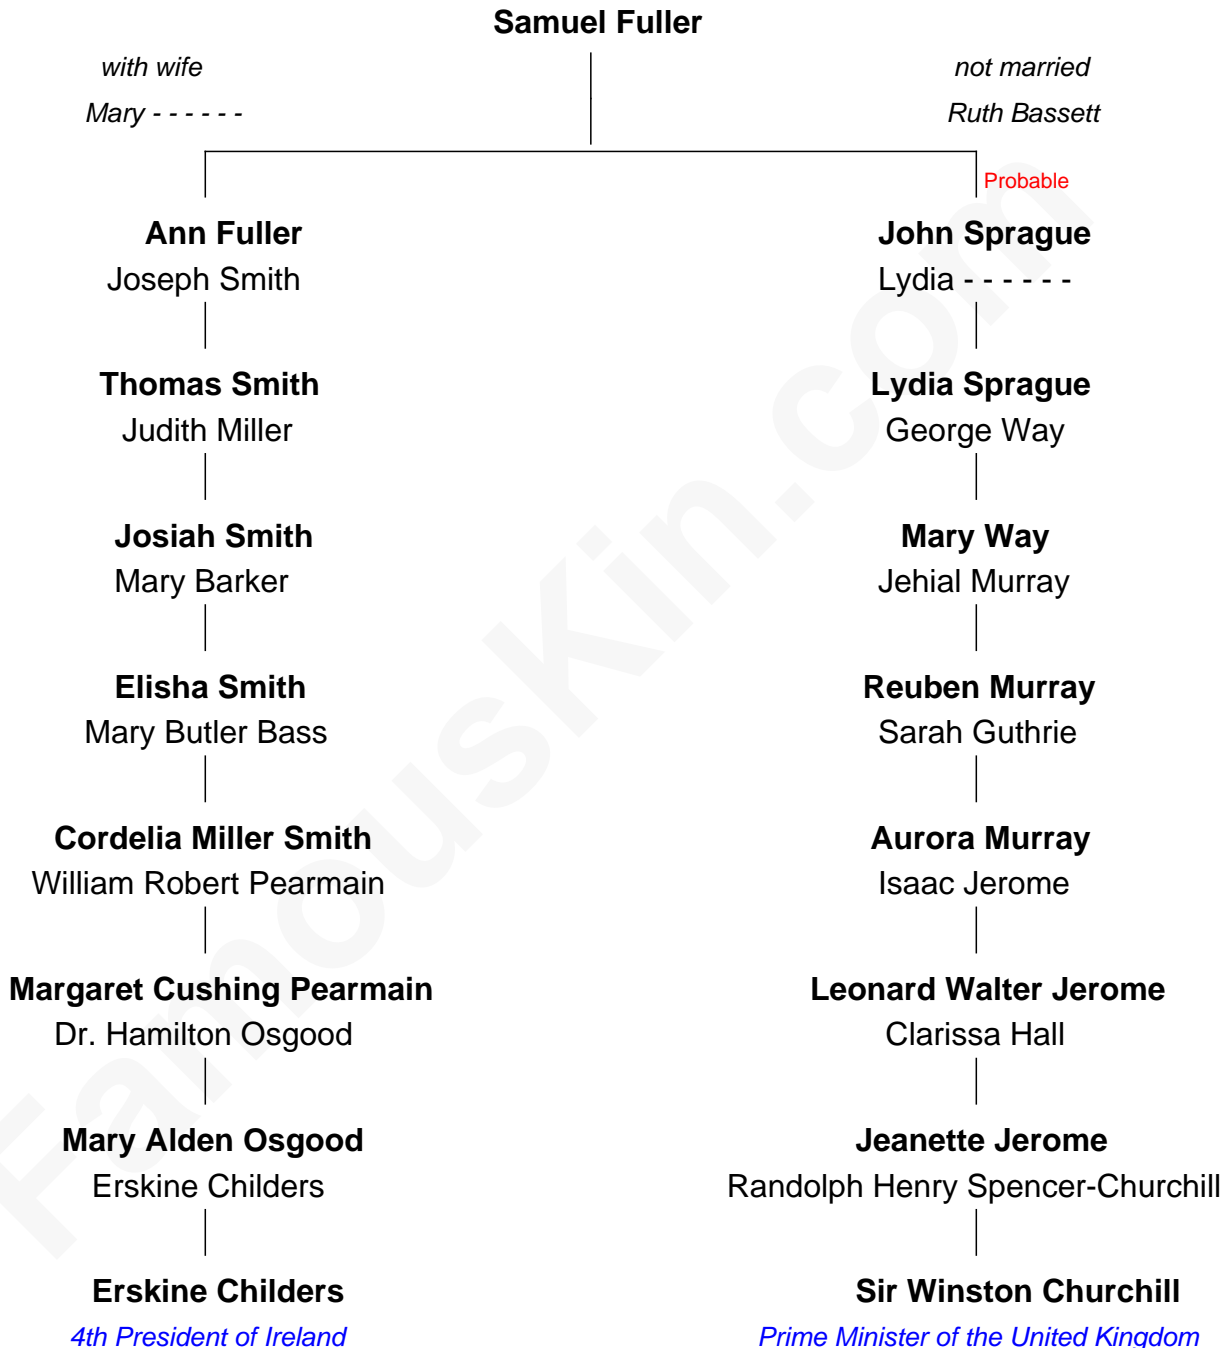 Samuel Fuller
with wife
Mary - - - - - -
not married
Ruth Bassett
Probable
Ann Fuller
Joseph Smith
John Sprague
Lydia - - - - - -
Thomas Smith
Judith Miller
Lydia Sprague
George Way
Josiah Smith
Mary Barker
Mary Way
Jehial Murray
Elisha Smith
Mary Butler Bass
Reuben Murray
Sarah Guthrie
Cordelia Miller Smith
William Robert Pearmain
Aurora Murray
Isaac Jerome
Margaret Cushing Pearmain
Dr. Hamilton Osgood
Leonard Walter Jerome
Clarissa Hall
Mary Alden Osgood
Erskine Childers
Jeanette Jerome
Randolph Henry Spencer-Churchill
Erskine Childers
4th President of Ireland
Sir Winston Churchill
Prime Minister of the United Kingdom
FamousKin.com